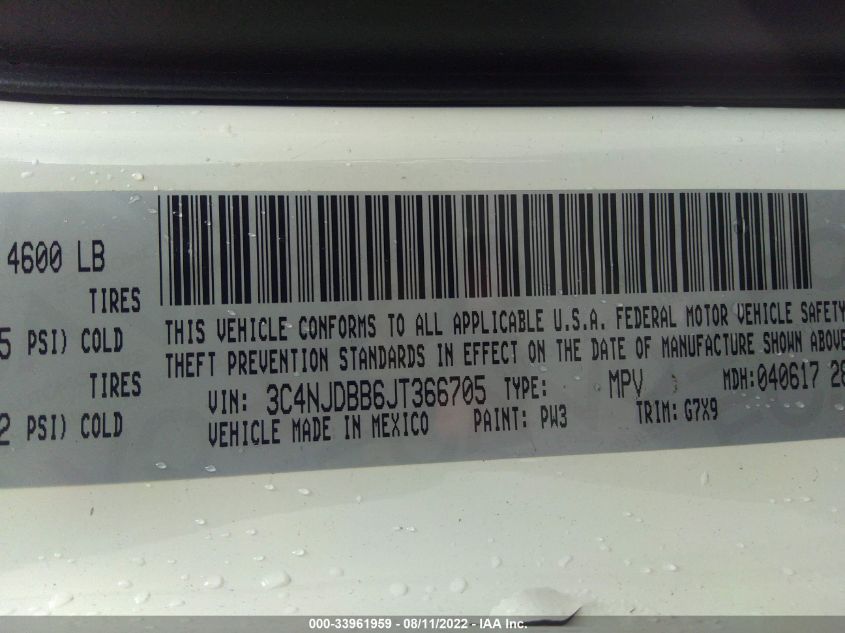 4600 LB
TIRES
5 PSI) COLD
TIRES
2 PSI) COLD
THIS VEHICLE CONFORMS TO ALL APPLICABLE U.S.A. FEDERAL MOTOR VEHICLE SAFETY
THEFT PREVENTION STANDARDS IN EFFECT ON THE DATE OF MANUFACTURE SHOWN ABOVE
VIN: 3C4NJDBB6JT366705 TYPE: MPV MDH:040617 28
VEHICLE MADE IN MEXICO PAINT: PW3 TRIM: G7X9
000-33961959 - 08/11/2022 - IAA Inc.